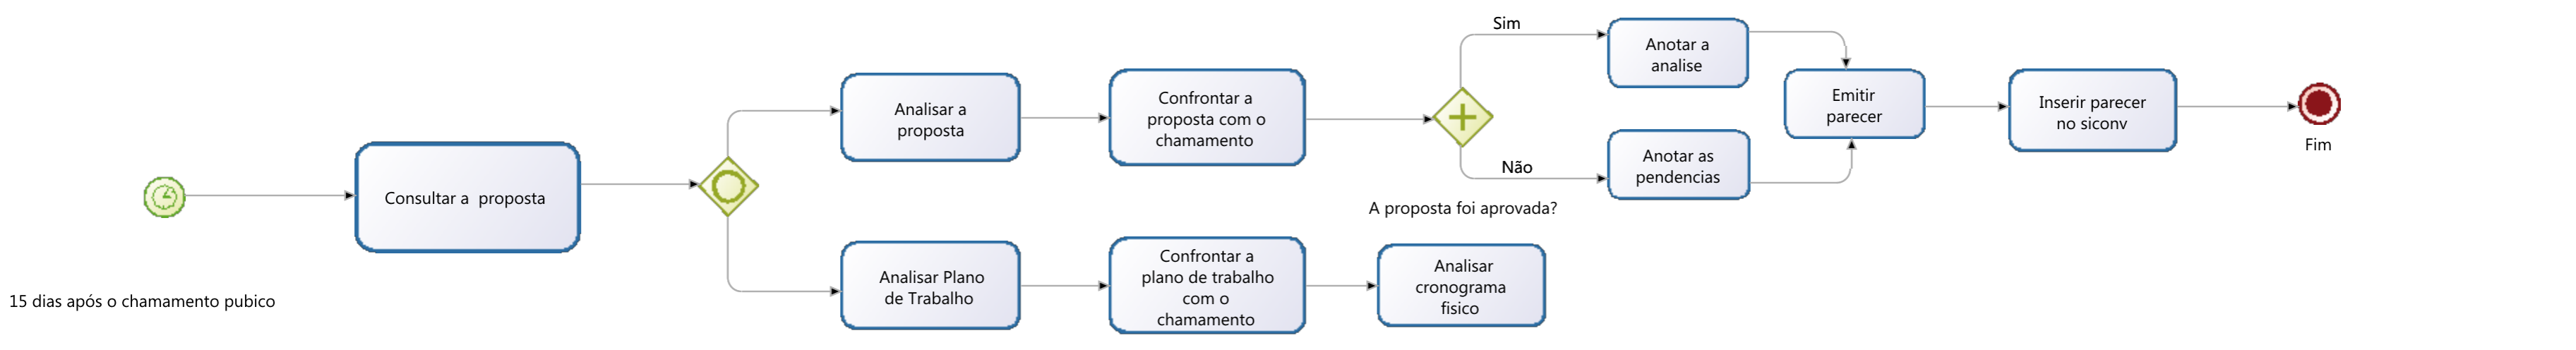 15 dias após o chamamento pubico
Consultar a proposta
Analisar a
proposta
Confrontar a
proposta com o
chamamento
Sim
Não
A proposta foi aprovada?
Anotar a
analise
Anotar as
pendencias
Emitir
parecer
Inserir parecer
no siconv
Fim
Analisar Plano
de Trabalho
Confrontar a
plano de trabalho
com o
chamamento
Analisar
cronograma
fisico